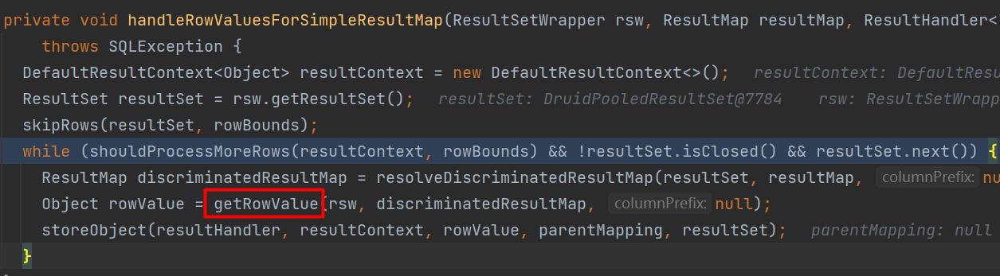 private void handleRowValuesForSimpleResultMap(ResultSetWrapper rsw, ResultMap resultMap, ResultHandler<
throws SQLException {
DefaultResultContext<Object> resultContext = new DefaultResultContext<>(); resultContext: DefaultResu
ResultSet resultSet = rsw.getResultSet(); resultSet: DruidPooledResultSet@7784 rsw: ResultSetWrapp
skipRows(resultSet, rowBounds);
while (shouldProcessMoreRows(resultContext, rowBounds) && !resultSet.isClosed() && resultSet.next()) {
ResultMap discriminatedResultMap = resolveDiscriminatedResultMap(resultSet, resultMap, columnPrefix: nu
Object rowValue = getRowValue(rsw, discriminatedResultMap, columnPrefix: null);
storeObject(resultHandler, resultContext, rowValue, parentMapping, resultSet); parentMapping: null
}